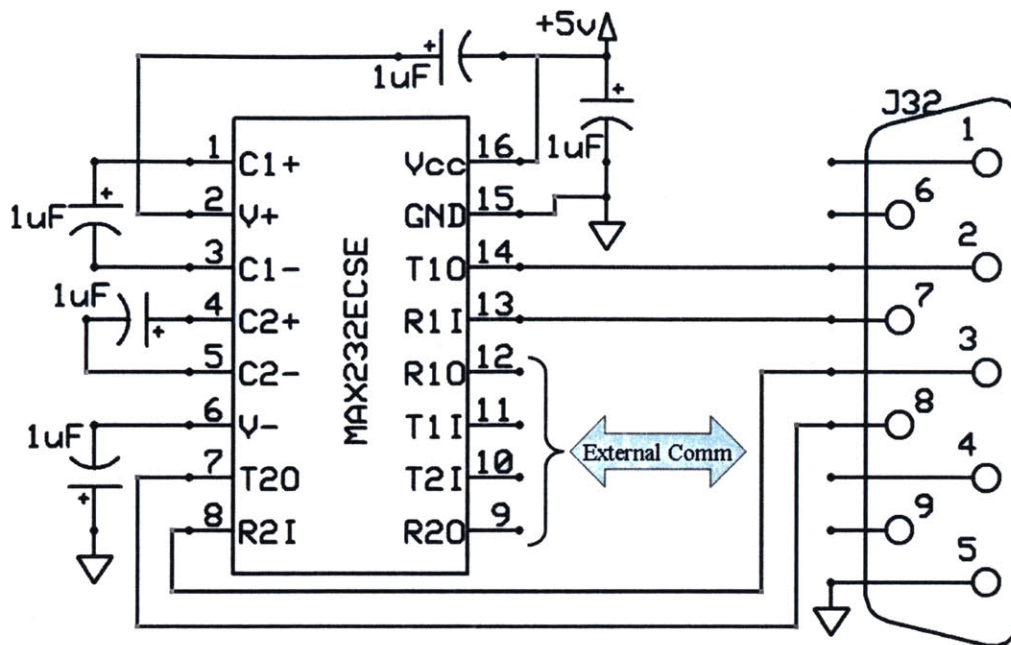 +5v
+
1uF
+
1uF
J32
1
6
2
7
3
8
4
9
5
MAX232ECSE
1 C1+
2 V+
3 C1-
4 C2+
5 C2-
6 V-
7 T2O
8 R2I
Vcc 16
GND 15
T1O 14
R1I 13
R1O 12
T1I 11
T2I 10
R2O 9
+
1uF
1uF
+
1uF
+
External Comm